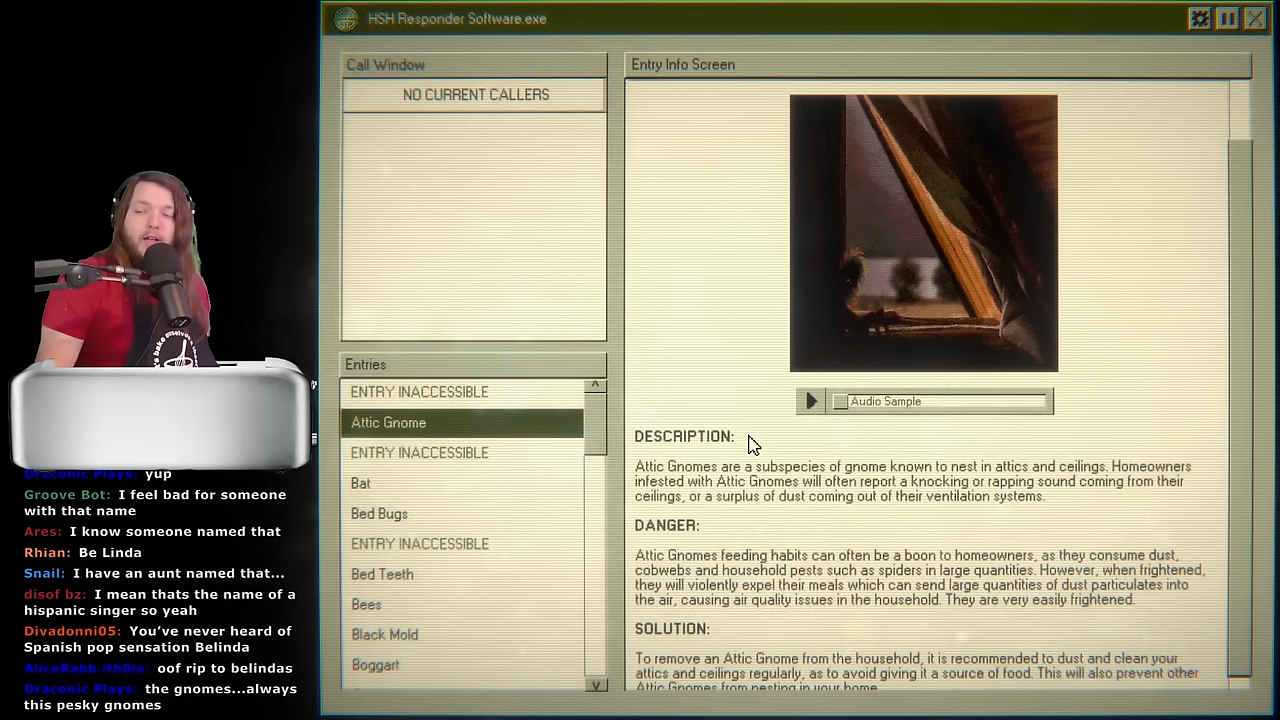 HSH Responder Software.exe
Call Window
NO CURRENT CALLERS
Entries
ENTRY INACCESSIBLE
Attic Gnome
ENTRY INACCESSIBLE
Bat
Bed Bugs
ENTRY INACCESSIBLE
Bed Teeth
Bees
Black Mold
Boggart
Entry Info Screen
Audio Sample
DESCRIPTION:
Attic Gnomes are a subspecies of gnome known to nest in attics and ceilings. Homeowners
infested with Attic Gnomes will often report a knocking or rapping sound coming from their
ceilings, or a surplus of dust coming out of their ventilation systems.
DANGER:
Attic Gnomes feeding habits can often be a boon to homeowners, as they consume dust,
cobwebs and household pests such as spiders in large quantities. However, when frightened,
they will violently expel their meals which can send large quantities of dust particulates into
the air, causing air quality issues in the household. They are very easily frightened.
SOLUTION:
To remove an Attic Gnome from the household, it is recommended to dust and clean your
attics and ceilings regularly, as to avoid giving it a source of food. This will also prevent other
Attic Gnomes from nesting in your home.
Draconic Plays: yup
Groove Bot: I feel bad for someone
with that name
Ares: I know someone named that
Rhian: Be Linda
Snail: I have an aunt named that...
disof bz: I mean thats the name of a
hispanic singer so yeah
Divadonni05: You've never heard of
Spanish pop sensation Belinda
AliceRabb.ith0le: oof rip to belindas
Draconic Plays: the gnomes...always
this pesky gnomes